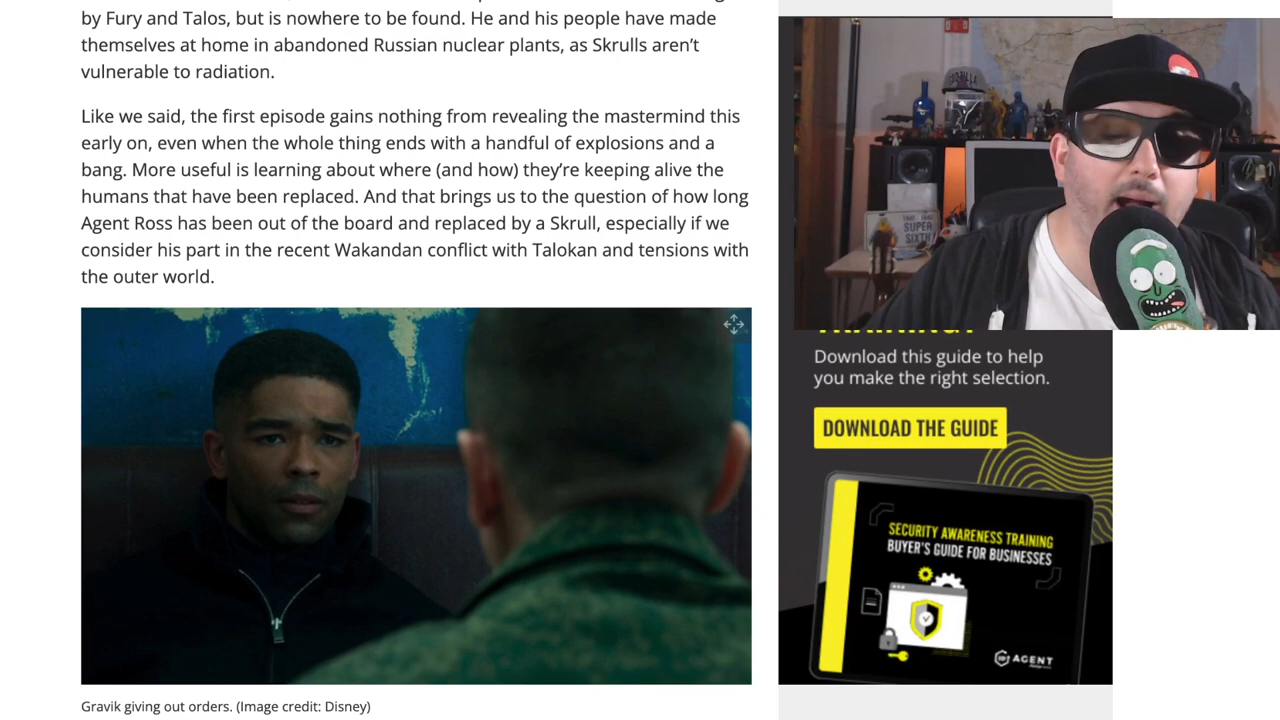 by Fury and Talos, but is nowhere to be found. He and his people have made
themselves at home in abandoned Russian nuclear plants, as Skrulls aren’t
vulnerable to radiation.
Like we said, the first episode gains nothing from revealing the mastermind this
early on, even when the whole thing ends with a handful of explosions and a
bang. More useful is learning about where (and how) they’re keeping alive the
humans that have been replaced. And that brings us to the question of how long
Agent Ross has been out of the board and replaced by a Skrull, especially if we
consider his part in the recent Wakandan conflict with Talokan and tensions with
the outer world.
Gravik giving out orders. (Image credit: Disney)
SUPER
SIXTH
Download this guide to help
you make the right selection.
DOWNLOAD THE GUIDE
SECURITY AWARENESS TRAINING
BUYER'S GUIDE FOR BUSINESSES
AGENT